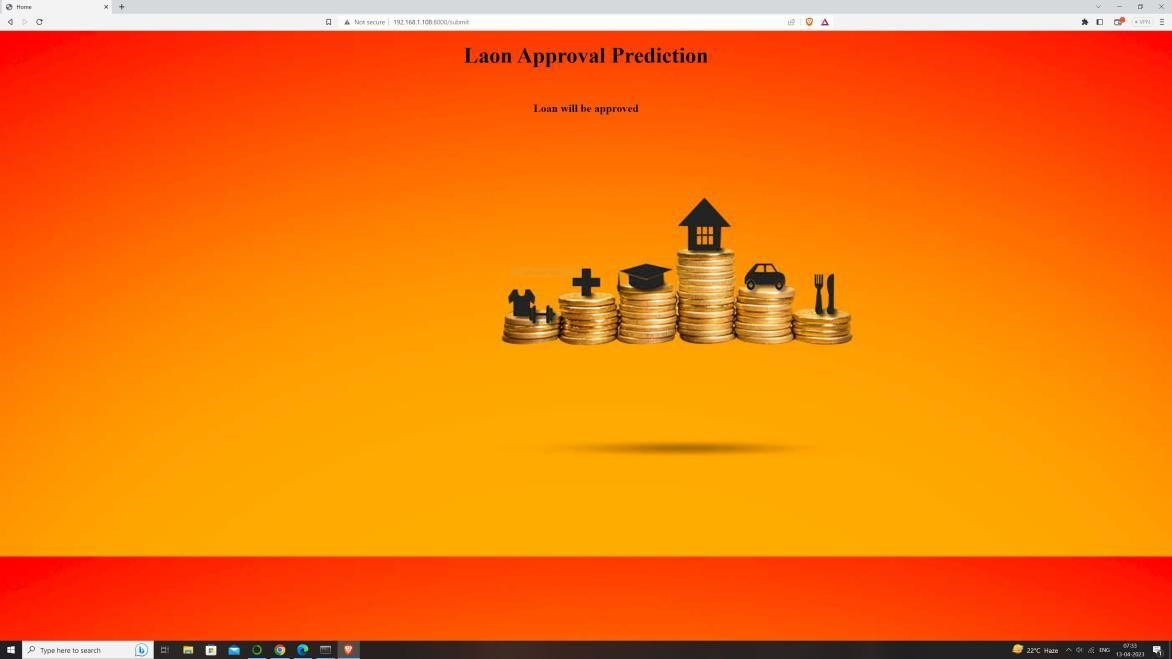 Home
Not secure
192.168.1.108:8000/submit
VPN
Laon Approval Prediction
Loan will be approved
Type here to search
22°C Haze
ENG
07:33
13-04-2023